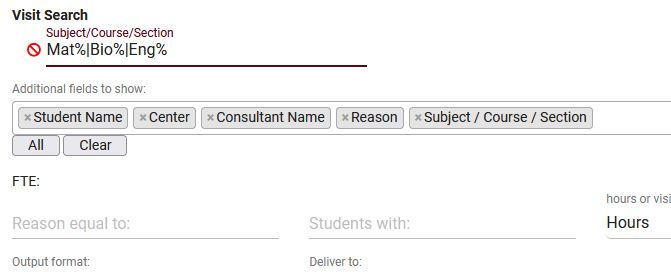 Visit Search
Subject/Course/Section
Mat%|Bio%|Eng%
Additional fields to show:
×Student Name ×Center ×Consultant Name ×Reason ×Subject / Course / Section
All Clear
FTE:
hours or visi
Reason equal to: Students with: Hours
Output format: Deliver to: